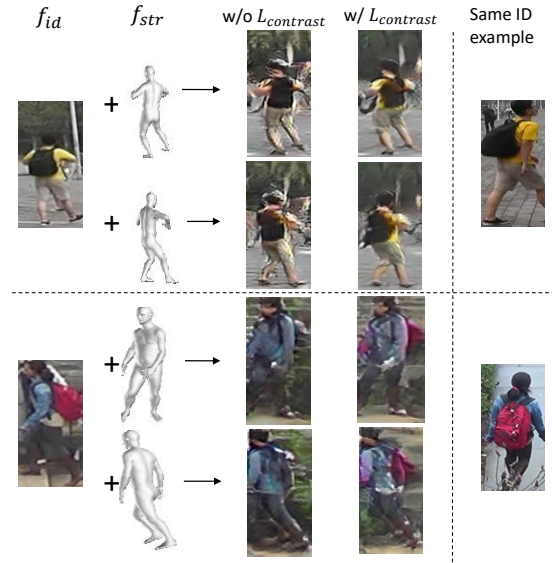 f_id f_str w/o L_contrast w/ L_contrast Same ID
example
+
+
+
+